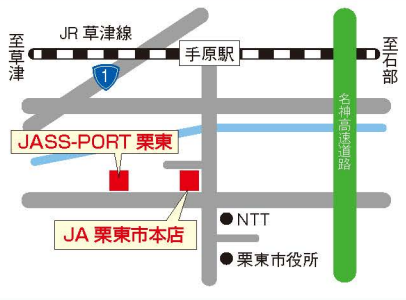 JR 草津線
手原駅
至草津
至石部
1
名神高速道路
JASS-PORT 栗東
JA 栗東市本店
NTT
栗東市役所